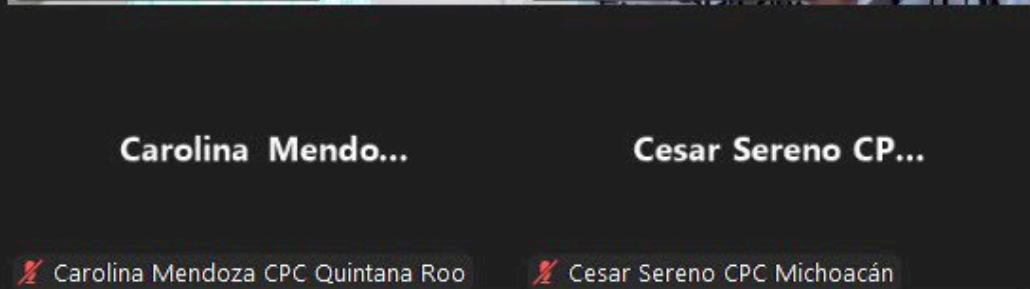 Carolina Mendo...
Cesar Sereno CP...
Carolina Mendoza CPC Quintana Roo
Cesar Sereno CPC Michoacán